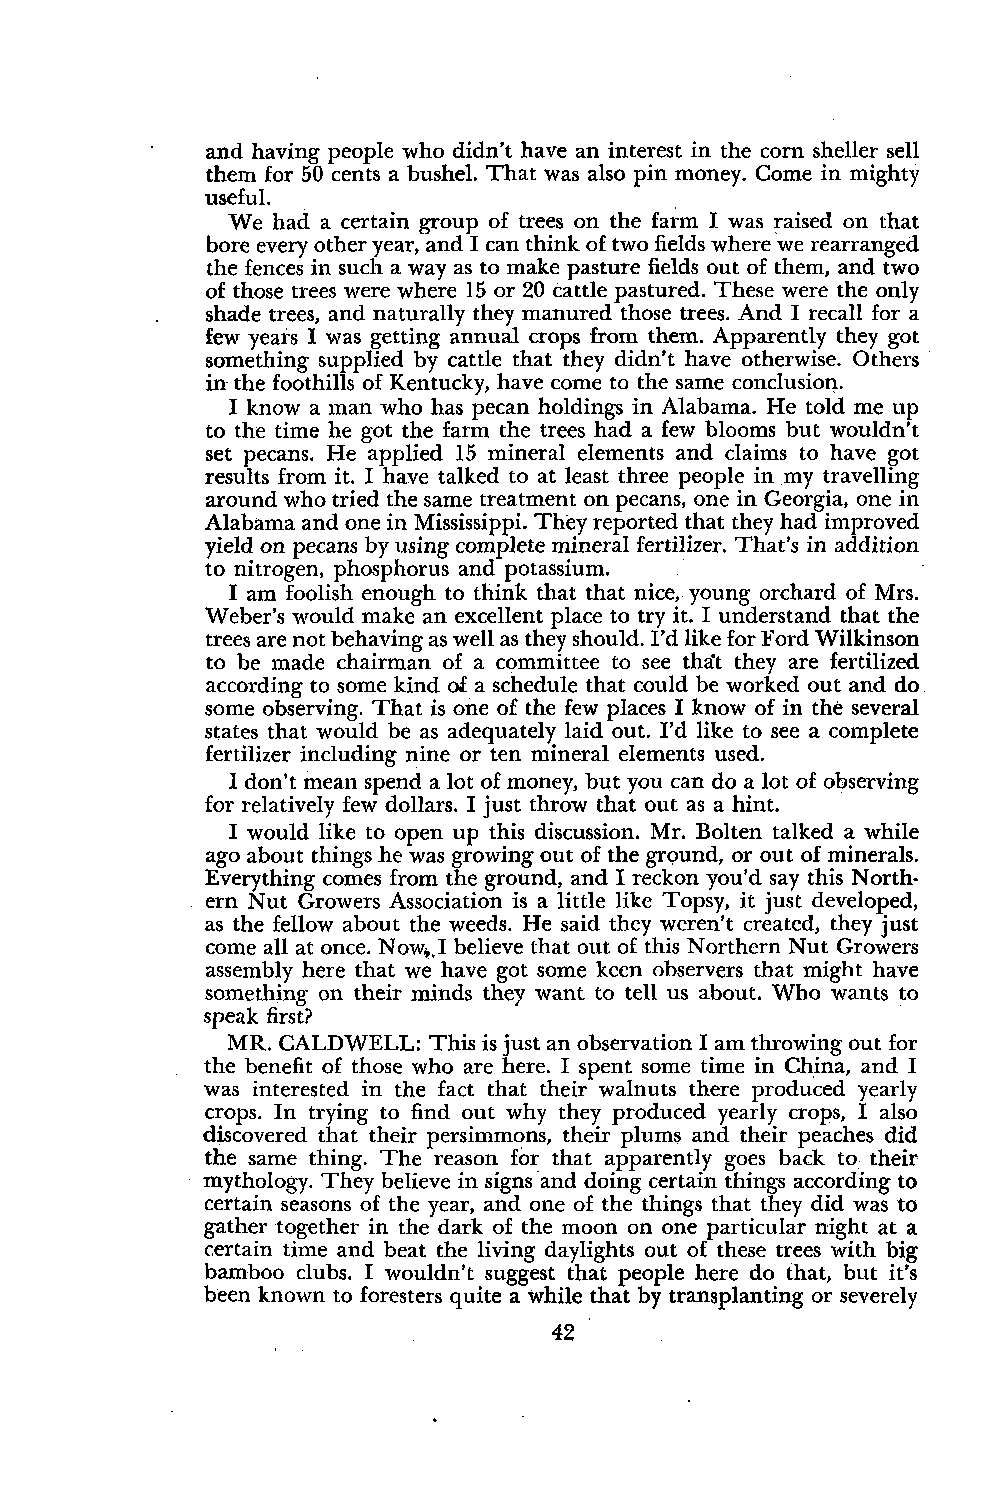 and having people who didn't have an interest in the corn sheller sell
them for 50 cents a bushel. That was also pin money. Come in mighty
useful.
We had a certain group of trees on the farm I was raised on that
bore every other year, and I can think of two fields where we rearranged
the fences in such a way as to make pasture fields out of them, and two
of those trees were where 15 or 20 cattle pastured. These were the only
shade trees, and naturally they manured those trees. And I recall for a
few years I was getting annual crops from them. Apparently they got
something supplied by cattle that they didn't have otherwise. Others
in the foothills of Kentucky, have come to the same conclusion.
I know a man who has pecan holdings in Alabama. He told me up
to the time he got the farm the trees had a few blooms but wouldn't
set pecans. He applied 15 mineral elements and claims to have got
results from it. I have talked to at least three people in my travelling
around who tried the same treatment on pecans, one in Georgia, one in
Alabama and one in Mississippi. They reported that they had improved
yield on pecans by using complete mineral fertilizer. That's in addition
to nitrogen, phosphorus and potassium.
I am foolish enough to think that that nice, young orchard of Mrs.
Weber's would make an excellent place to try it. I understand that the
trees are not behaving as well as they should. I'd like for Ford Wilkinson
to be made chairman of a committee to see that they are fertilized
according to some kind of a schedule that could be worked out and do
some observing. That is one of the few places I know of in the several
states that would be as adequately laid out. I'd like to see a complete
fertilizer including nine or ten mineral elements used.
I don't mean spend a lot of money, but you can do a lot of observing
for relatively few dollars. I just throw that out as a hint.
I would like to open up this discussion. Mr. Bolten talked a while
ago about things he was growing out of the ground, or out of minerals.
Everything comes from the ground, and I reckon you'd say this North-
ern Nut Growers Association is a little like Topsy, it just developed,
as the fellow about the weeds. He said they weren't created, they just
come all at once. Now, I believe that out of this Northern Nut Growers
assembly here that we have got some keen observers that might have
something on their minds they want to tell us about. Who wants to
speak first?
MR. CALDWELL: This is just an observation I am throwing out for
the benefit of those who are here. I spent some time in China, and I
was interested in the fact that their walnuts there produced yearly
crops. In trying to find out why they produced yearly crops, I also
discovered that their persimmons, their plums and their peaches did
the same thing. The reason for that apparently goes back to their
mythology. They believe in signs and doing certain things according to
certain seasons of the year, and one of the things that they did was to
gather together in the dark of the moon on one particular night at a
certain time and beat the living daylights out of these trees with big
bamboo clubs. I wouldn't suggest that people here do that, but it's
been known to foresters quite a while that by transplanting or severely
42